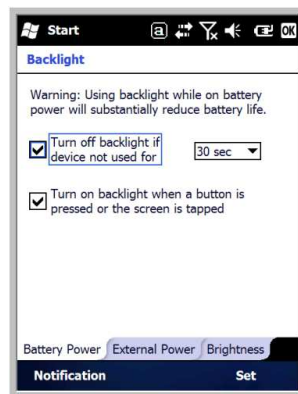 Start
a
OK
Backlight
Warning: Using backlight while on battery
power will substantially reduce battery life.
Turn off backlight if
device not used for
30 sec
Turn on backlight when a button is
pressed or the screen is tapped
Battery Power External Power Brightness
Notification Set